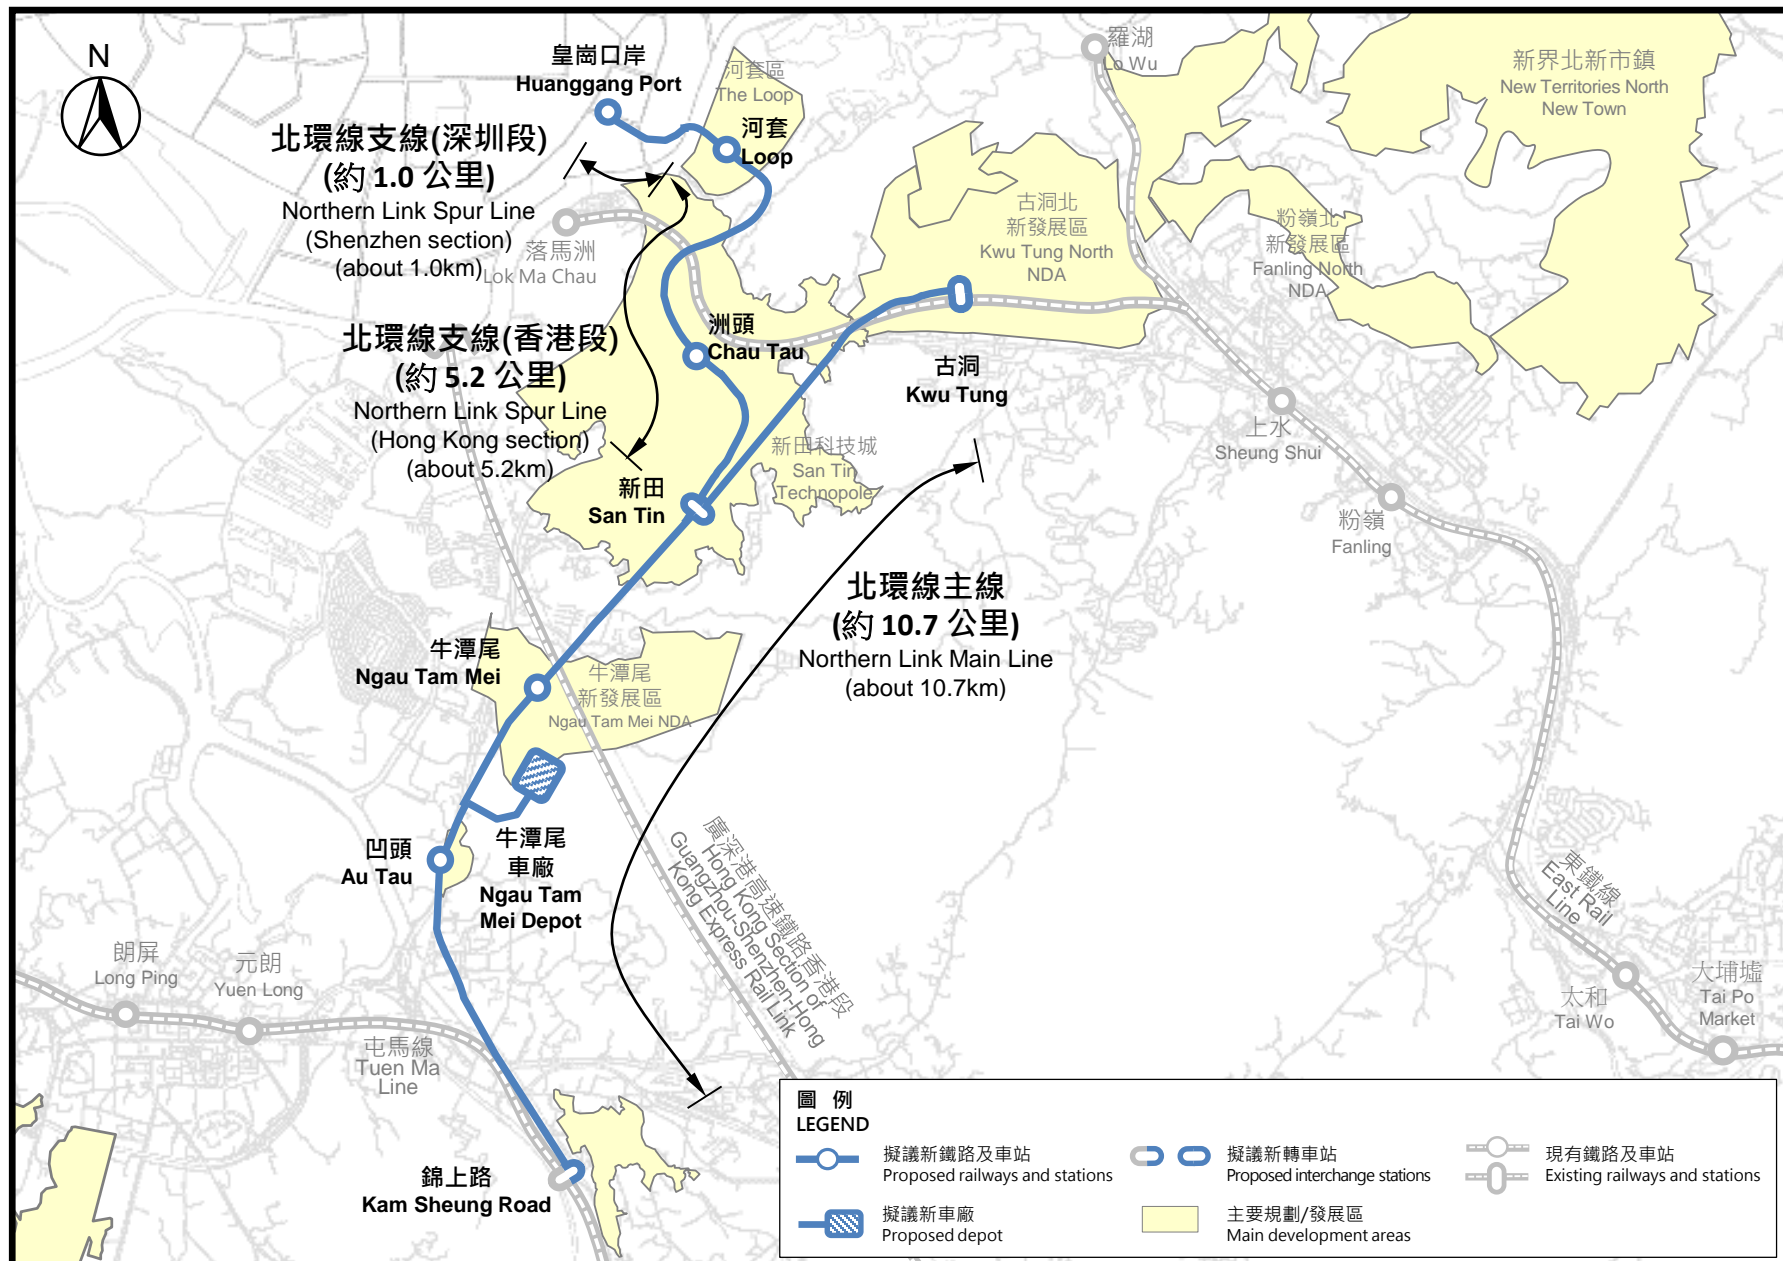 N
皇崗口岸
Huanggang Port
河套區
The Loop
河套
Loop
羅湖
Lo Wu
新界北新市鎮
New Territories North
New Town
北環線支線(深圳段)
(約 1.0 公里)
Northern Link Spur Line
(Shenzhen section)
(about 1.0km)
落馬洲
Lok Ma Chau
古洞北
新發展區
Kwu Tung North
NDA
粉嶺北
新發展區
Fanling North
NDA
北環線支線(香港段)
(約 5.2 公里)
Northern Link Spur Line
(Hong Kong section)
(about 5.2km)
洲頭
Chau Tau
古洞
Kwu Tung
上水
Sheung Shui
新田科技城
San Tin
Technopole
新田
San Tin
粉嶺
Fanling
北環線主線
(約 10.7 公里)
Northern Link Main Line
(about 10.7km)
牛潭尾
Ngau Tam Mei
牛潭尾
新發展區
Ngau Tam Mei NDA
凹頭
Au Tau
牛潭尾
車廠
Ngau Tam
Mei Depot
廣深港高速鐵路香港段
Hong Kong Section of
Guangzhou-Shenzhen-Hong
Kong Express Rail Link
東鐵線
East Rail
Line
朗屏
Long Ping
元朗
Yuen Long
屯馬線
Tuen Ma
Line
太和
Tai Wo
大埔墟
Tai Po
Market
錦上路
Kam Sheung Road
圖 例
LEGEND
擬議新鐵路及車站
Proposed railways and stations
擬議新轉車站
Proposed interchange stations
現有鐵路及車站
Existing railways and stations
擬議新車廠
Proposed depot
主要規劃/發展區
Main development areas